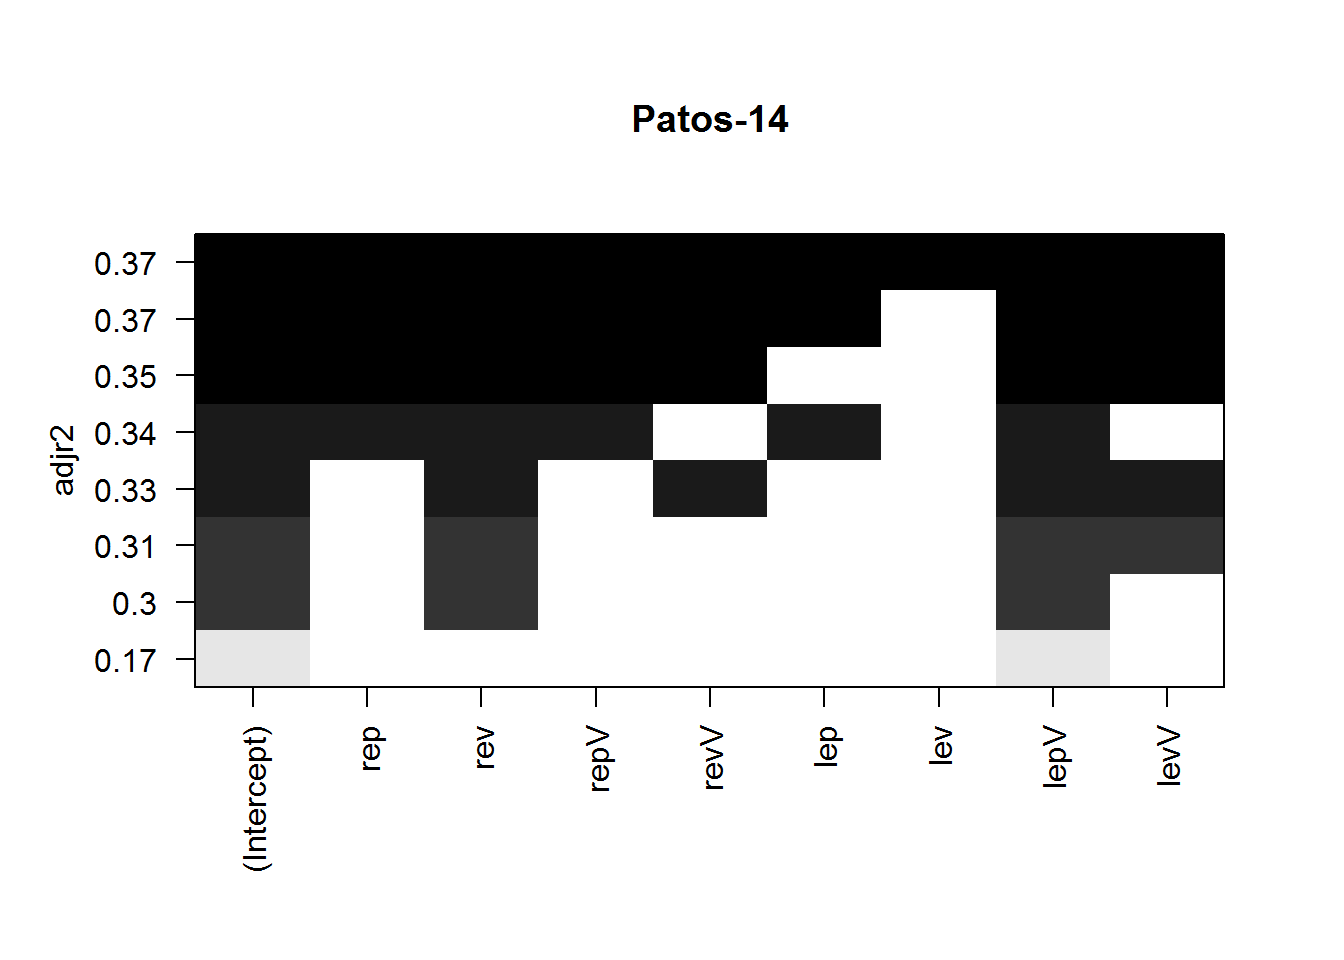 Patos-14
adjr2
0.37
0.37
0.35
0.34
0.33
0.31
0.3
0.17
(Intercept)
rep
rev
repV
revV
lep
lev
lepV
levV